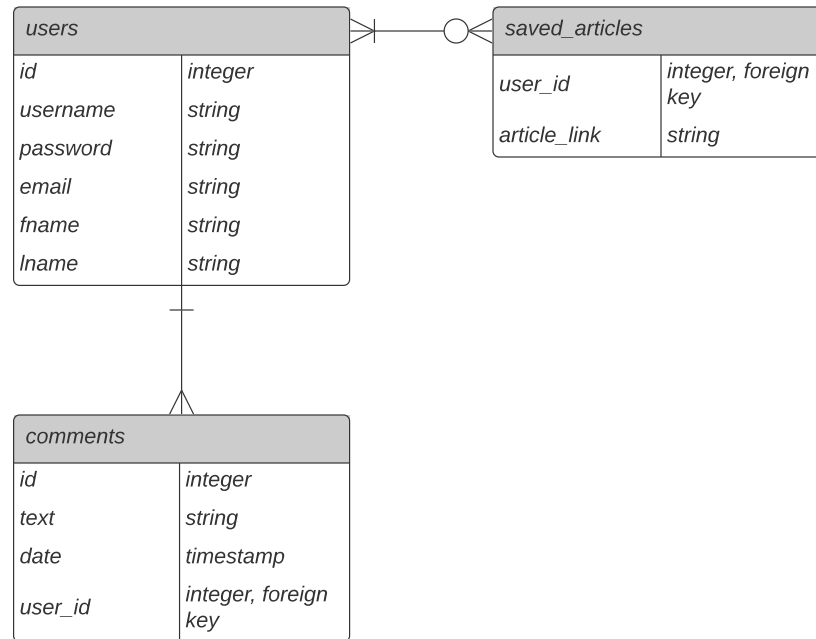 users
id integer
username string
password string
email string
fname string
lname string
saved_articles
user_id integer, foreign
key
article_link string
comments
id integer
text string
date timestamp
user_id integer, foreign
key